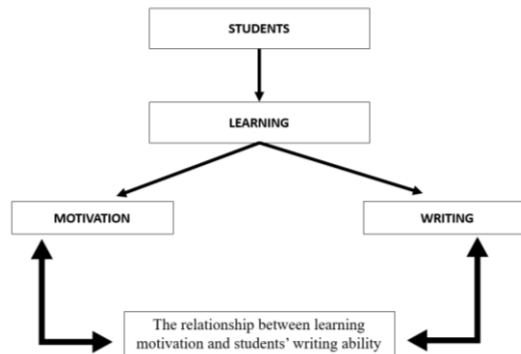 STUDENTS
LEARNING
MOTIVATION
WRITING
The relationship between learning
motivation and students’ writing ability